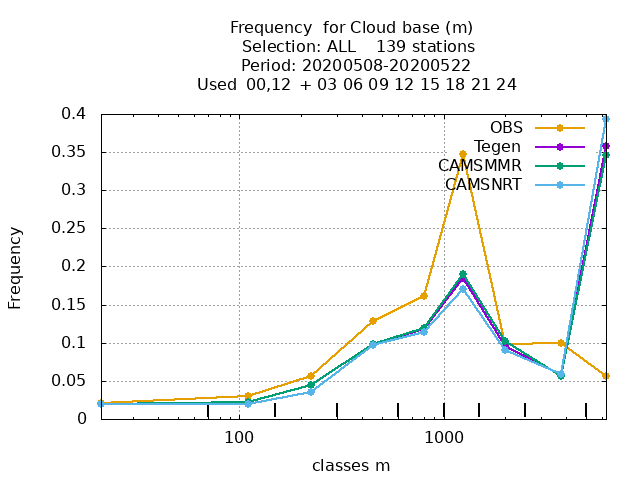 Frequency  for Cloud base (m)
Selection: ALL    139 stations
Period: 20200508-20200522
Used  00,12  + 03 06 09 12 15 18 21 24
0.4
0.35
0.3
0.25
0.2
0.15
0.1
0.05
0
Frequency
OBS
Tegen
CAMSMMR
CAMSNRT
100
1000
classes m